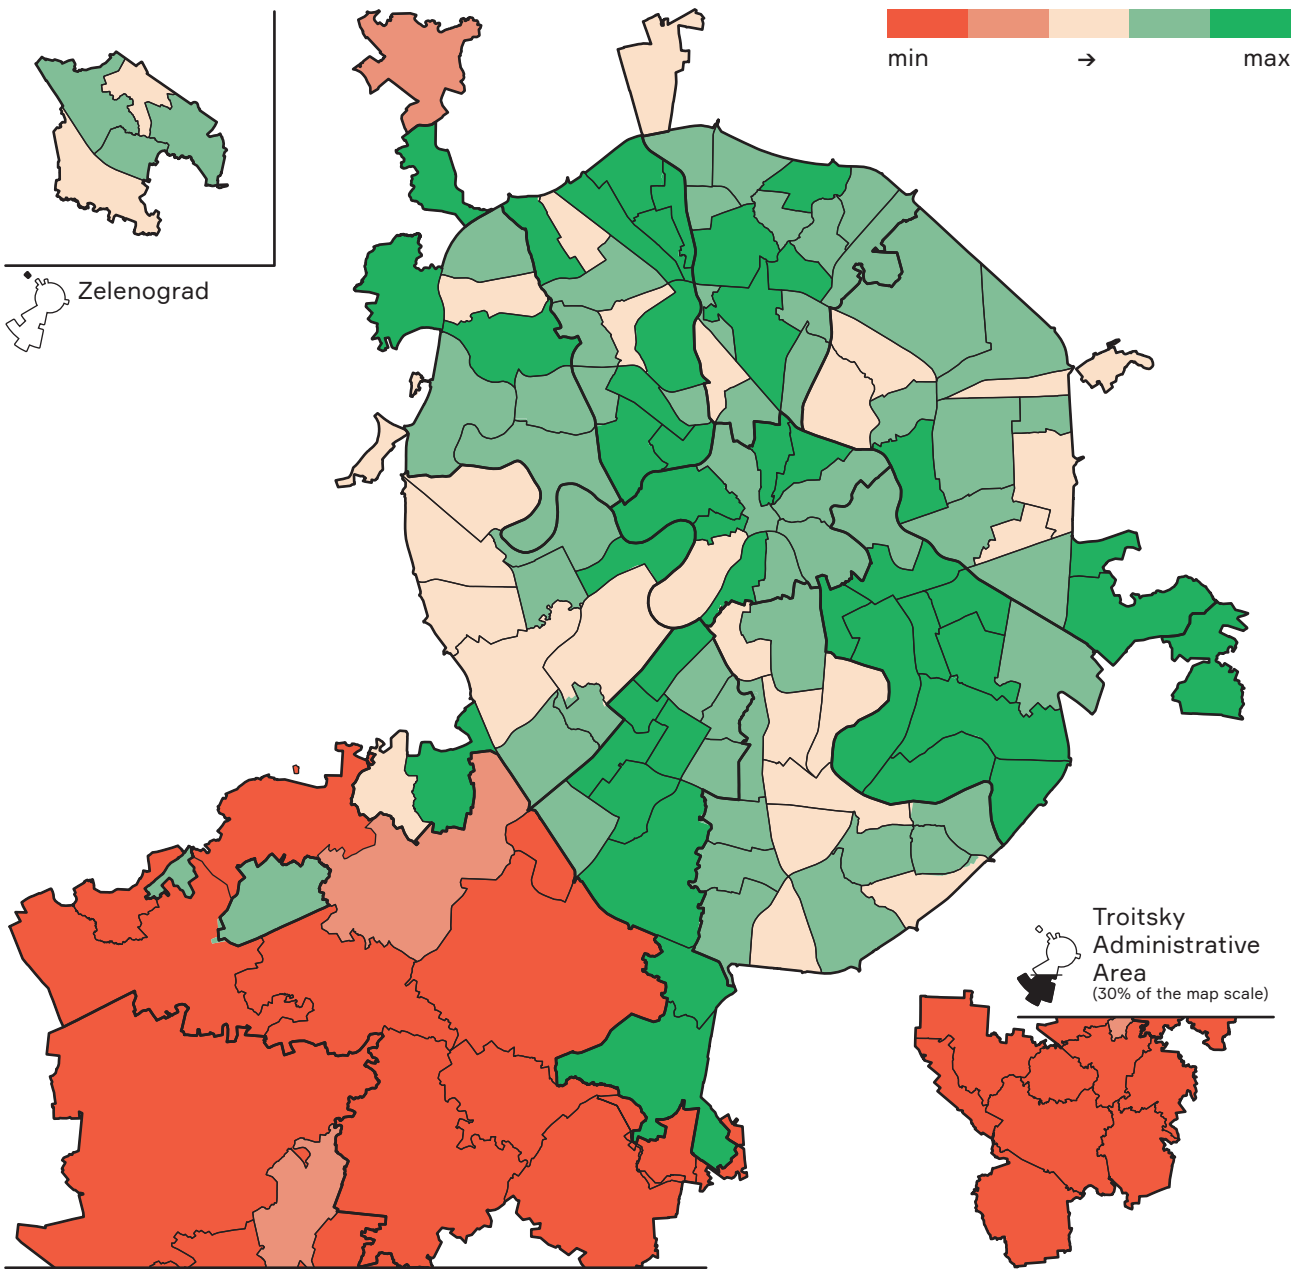 min → max
Zelenograd
Troitsky
Administrative
Area
(30% of the map scale)